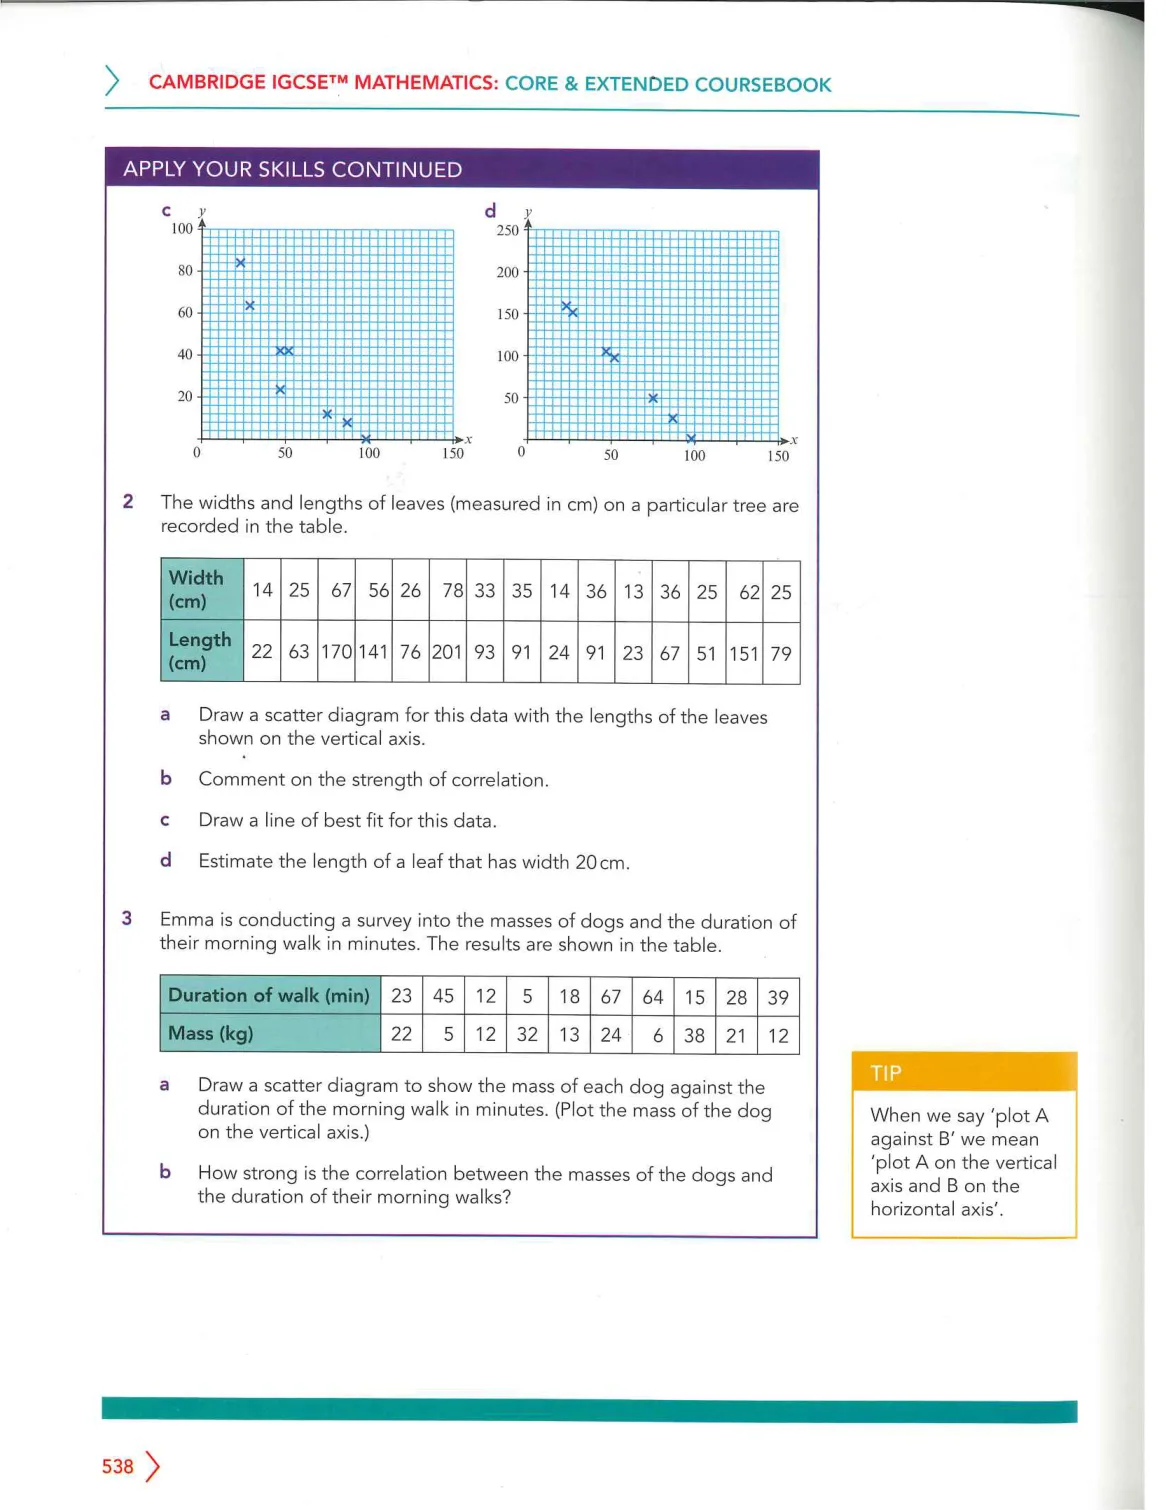 CAMBRIDGE IGCSE™ MATHEMATICS: CORE & EXTENDED COURSEBOOK
APPLY YOUR SKILLS CONTINUED
c
y
100
80
60
40
20
0
50
100
150
x
d
y
250
200
150
100
50
0
50
100
150
x
2 The widths and lengths of leaves (measured in cm) on a particular tree are
recorded in the table.
Width
(cm)
14 25 67 56 26 78 33 35 14 36 13 36 25 62 25
Length
(cm)
22 63 170 141 76 201 93 91 24 91 23 67 51 151 79
a Draw a scatter diagram for this data with the lengths of the leaves
shown on the vertical axis.
b Comment on the strength of correlation.
c Draw a line of best fit for this data.
d Estimate the length of a leaf that has width 20 cm.
3 Emma is conducting a survey into the masses of dogs and the duration of
their morning walk in minutes. The results are shown in the table.
Duration of walk (min) 23 45 12 5 18 67 64 15 28 39
Mass (kg) 22 5 12 32 13 24 6 38 21 12
a Draw a scatter diagram to show the mass of each dog against the
duration of the morning walk in minutes. (Plot the mass of the dog
on the vertical axis.)
b How strong is the correlation between the masses of the dogs and
the duration of their morning walks?
TIP
When we say 'plot A
against B' we mean
'plot A on the vertical
axis and B on the
horizontal axis'.
538